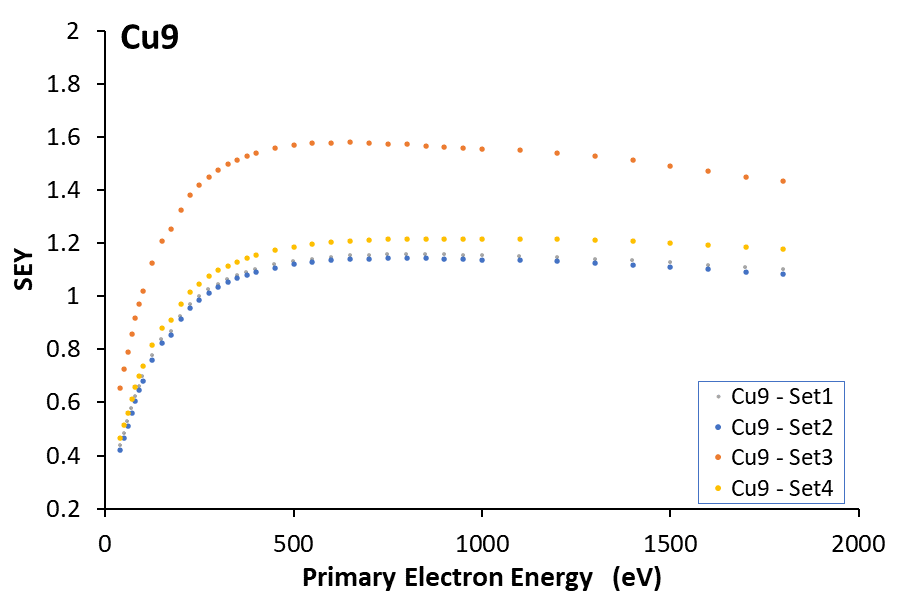 Cu9
2
1.8
1.6
1.4
1.2
1
0.8
0.6
0.4
0.2
SEY
Cu9 - Set1
Cu9 - Set2
Cu9 - Set3
Cu9 - Set4
0 500 1000 1500 2000
Primary Electron Energy (eV)